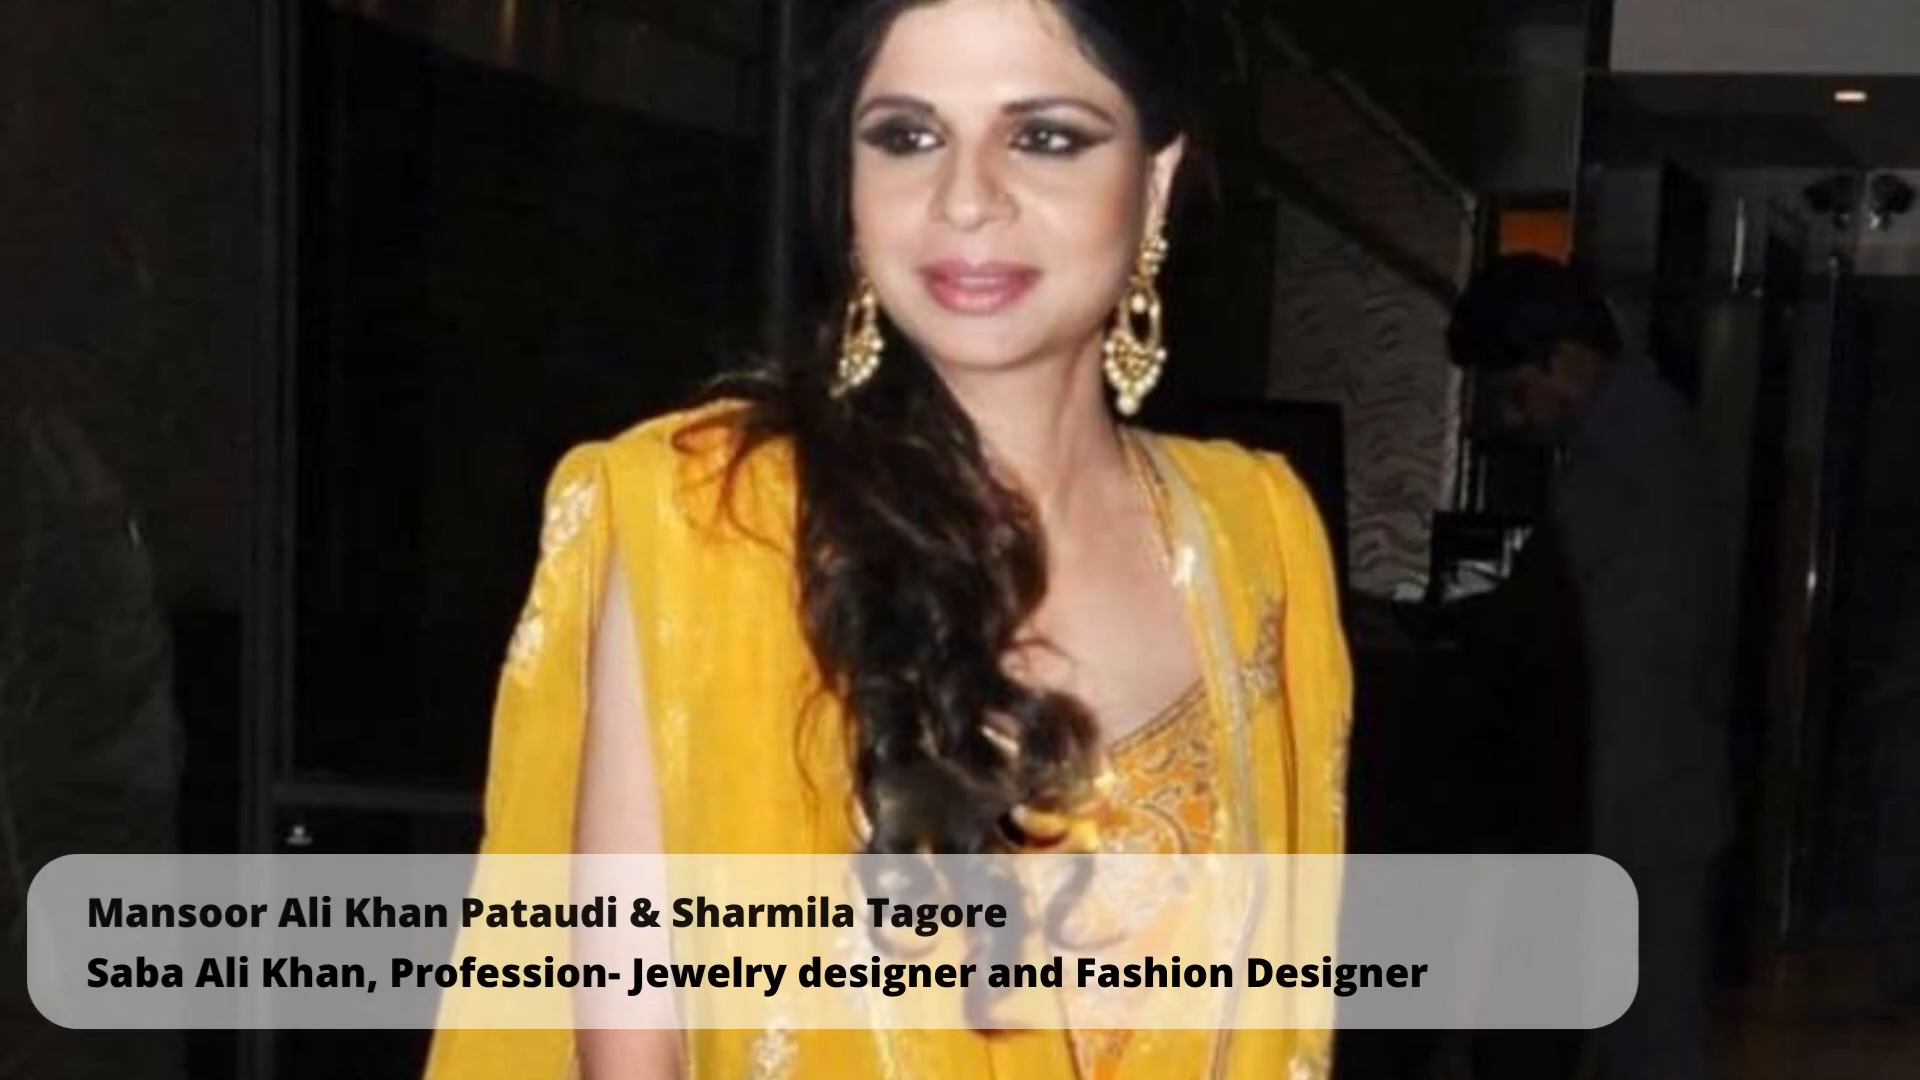 Mansoor Ali Khan Pataudi & Sharmila Tagore
Saba Ali Khan, Profession- Jewelry designer and Fashion Designer